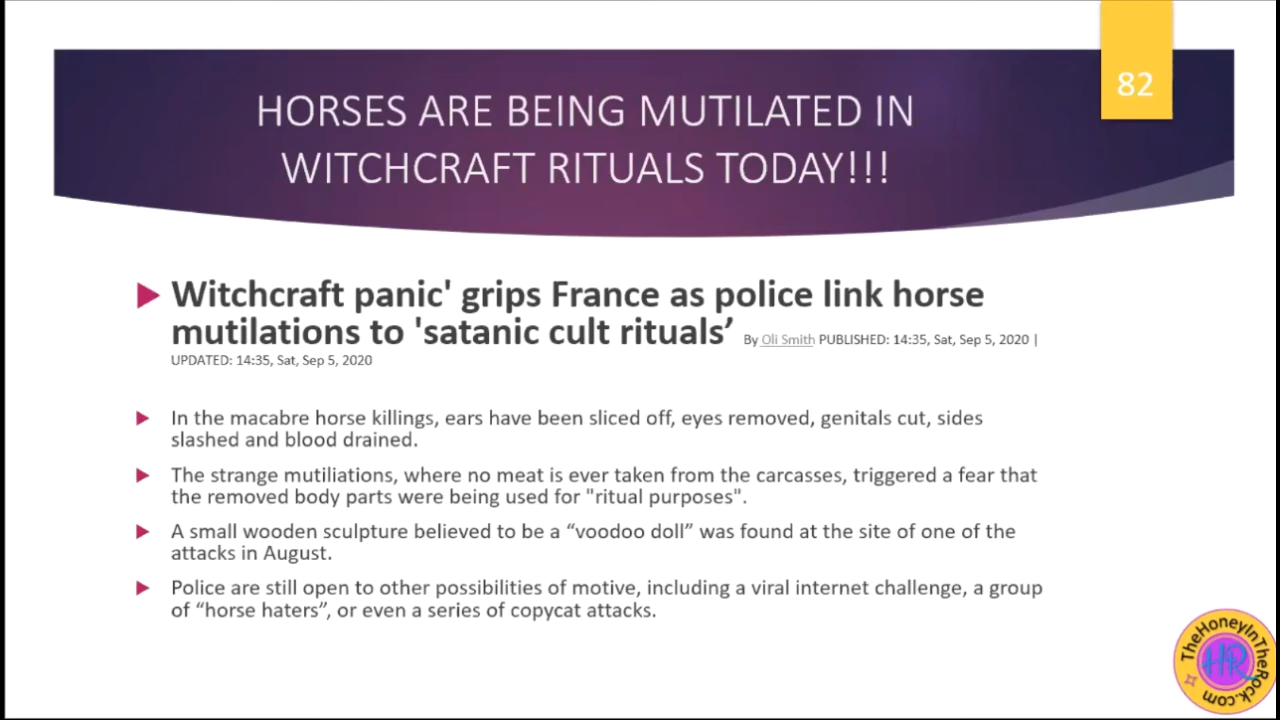 82
HORSES ARE BEING MUTILATED IN
WITCHCRAFT RITUALS TODAY!!!
Witchcraft panic' grips France as police link horse
mutilations to 'satanic cult rituals’ By Oli Smith PUBLISHED: 14:35, Sat, Sep 5, 2020 |
UPDATED: 14:35, Sat, Sep 5, 2020
In the macabre horse killings, ears have been sliced off, eyes removed, genitals cut, sides
slashed and blood drained.
The strange mutiliations, where no meat is ever taken from the carcasses, triggered a fear that
the removed body parts were being used for "ritual purposes".
A small wooden sculpture believed to be a “voodoo doll” was found at the site of one of the
attacks in August.
Police are still open to other possibilities of motive, including a viral internet challenge, a group
of “horse haters”, or even a series of copycat attacks.
TheHoneyInTheRock.com
HR